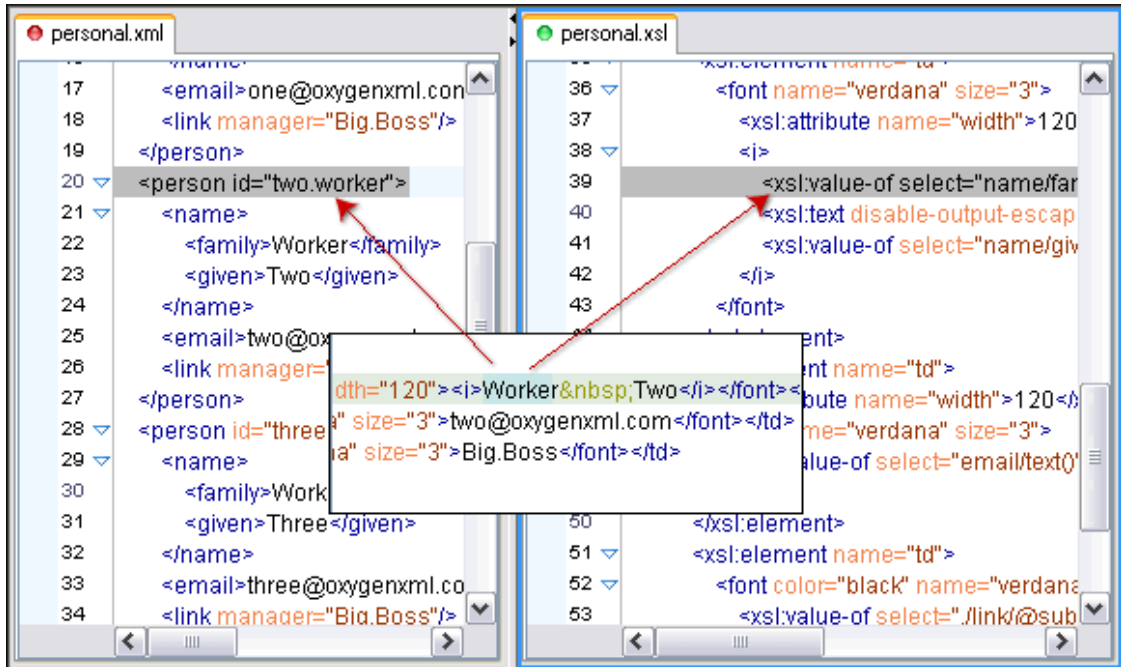 personal.xml
17 <email>one@oxygenxml.con
18 <link manager="Big.Boss"/>
19 </person>
20 <person id="two.worker">
21 <name>
22 <family>Worker</family>
23 <given>Two</given>
24 </name>
25 <email>two@ox
26 <link manager=
27 </person>
28 <person id="three
29 <name>
30 <family>Work
31 <given>Three</given>
32 </name>
33 <email>three@oxygenxml.co
34 <link manager="Big.Boss"/>
personal.xsl
<xsl:element name="td">
36 <font name="verdana" size="3">
37 <xsl:attribute name="width">120
38 <i>
39 <xsl:value-of select="name/far
40 <xsl:text disable-output-escap
41 <xsl:value-of select="name/giv
42 </i>
43 </font>
ent>
nt name="td">
bute name="width">120</
me="verdana" size="3">
alue-of select="email/text()"
50 </xsl:element>
51 <xsl:element name="td">
52 <font color="black" name="verdana
53 <xsl:value-of select="./link/@sub
dth="120"><i>Worker&nbsp;Two</i></font><
" size="3">two@oxygenxml.com</font></td>
a" size="3">Big.Boss</font></td>